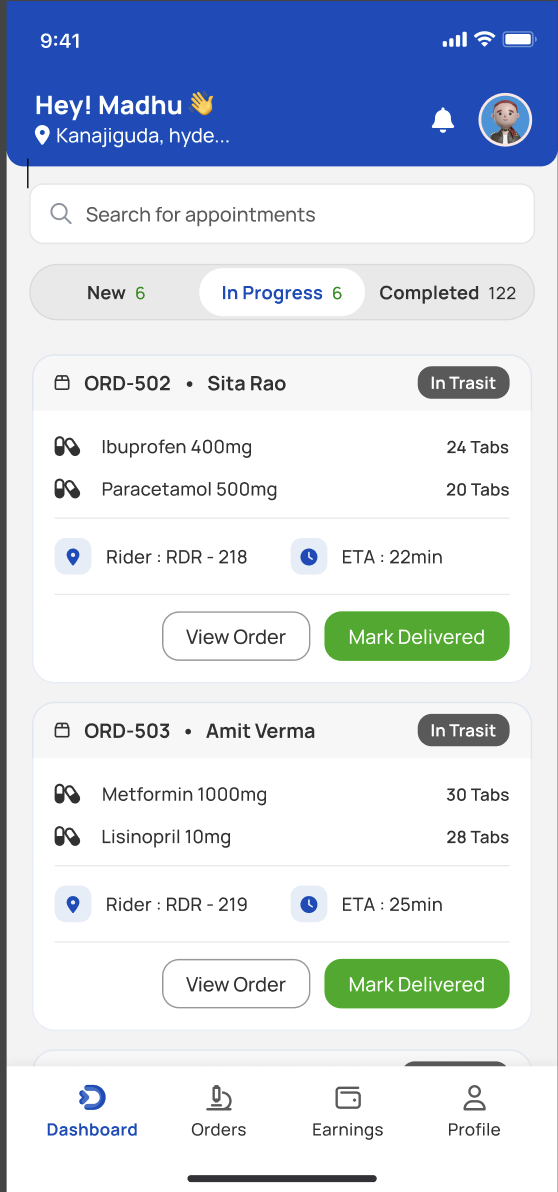 9:41
Hey! Madhu 👋
Kanajiguda, hyde...
Search for appointments
New 6 In Progress 6 Completed 122
ORD-502 • Sita Rao In Trasit
Ibuprofen 400mg 24 Tabs
Paracetamol 500mg 20 Tabs
Rider : RDR - 218 ETA : 22min
View Order Mark Delivered
ORD-503 • Amit Verma In Trasit
Metformin 1000mg 30 Tabs
Lisinopril 10mg 28 Tabs
Rider : RDR - 219 ETA : 25min
View Order Mark Delivered
Dashboard Orders Earnings Profile